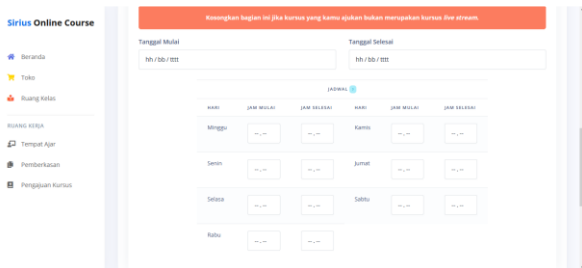 Sirius Online Course
Beranda
Toko
Ruang Kelas
RUANG KERJA
Tempat Ajar
Pemberkasan
Pengajuan Kursus
Kosongkan bagian ini jika kursus yang kamu ajukan bukan merupakan kursus live stream.
Tanggal Mulai
Tanggal Selesai
hh / bb / tttt
hh / bb / tttt
JADWAL
HARI JAM MULAI JAM SELESAI HARI JAM MULAI JAM SELESAI
Minggu --.-- --.-- Kamis --.-- --.--
Senin --.-- --.-- Jumat --.-- --.--
Selasa --.-- --.-- Sabtu --.-- --.--
Rabu --.-- --.--